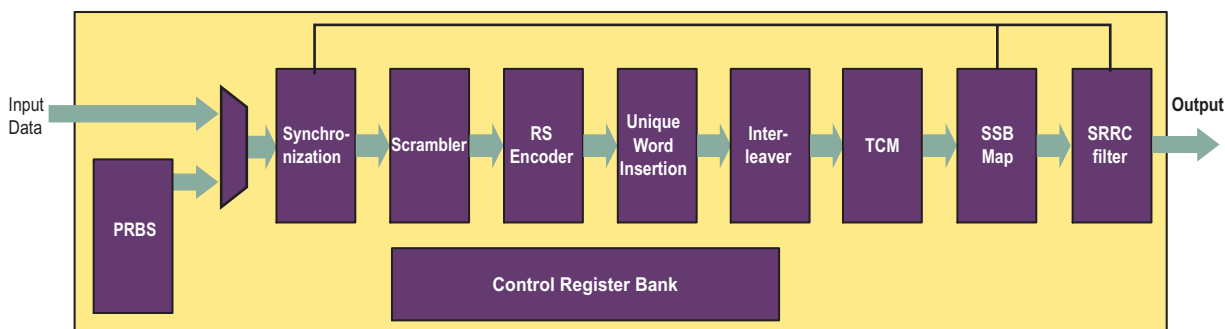 Input
Data
PRBS
Synchro-
nization
Scrambler
RS
Encoder
Unique
Word
Insertion
Inter-
leaver
TCM
SSB
Map
SRRC
filter
Output
Control Register Bank